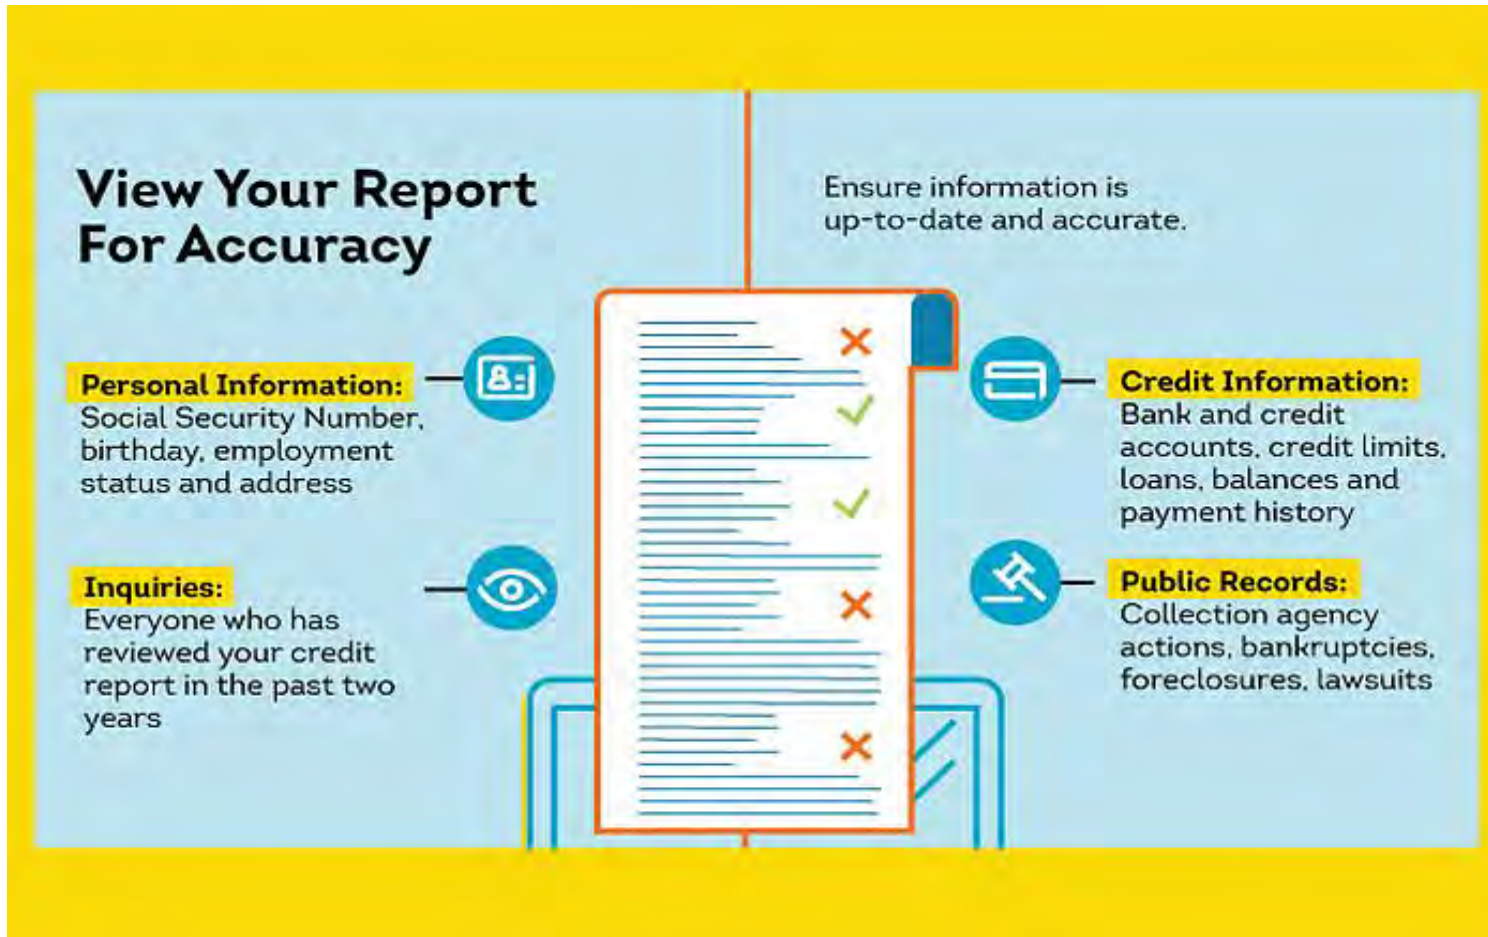 View Your Report
For Accuracy
Ensure information is
up-to-date and accurate.
Personal Information:
Social Security Number,
birthday, employment
status and address
Inquiries:
Everyone who has
reviewed your credit
report in the past two
years
Credit Information:
Bank and credit
accounts, credit limits,
loans, balances and
payment history
Public Records:
Collection agency
actions, bankruptcies,
foreclosures, lawsuits